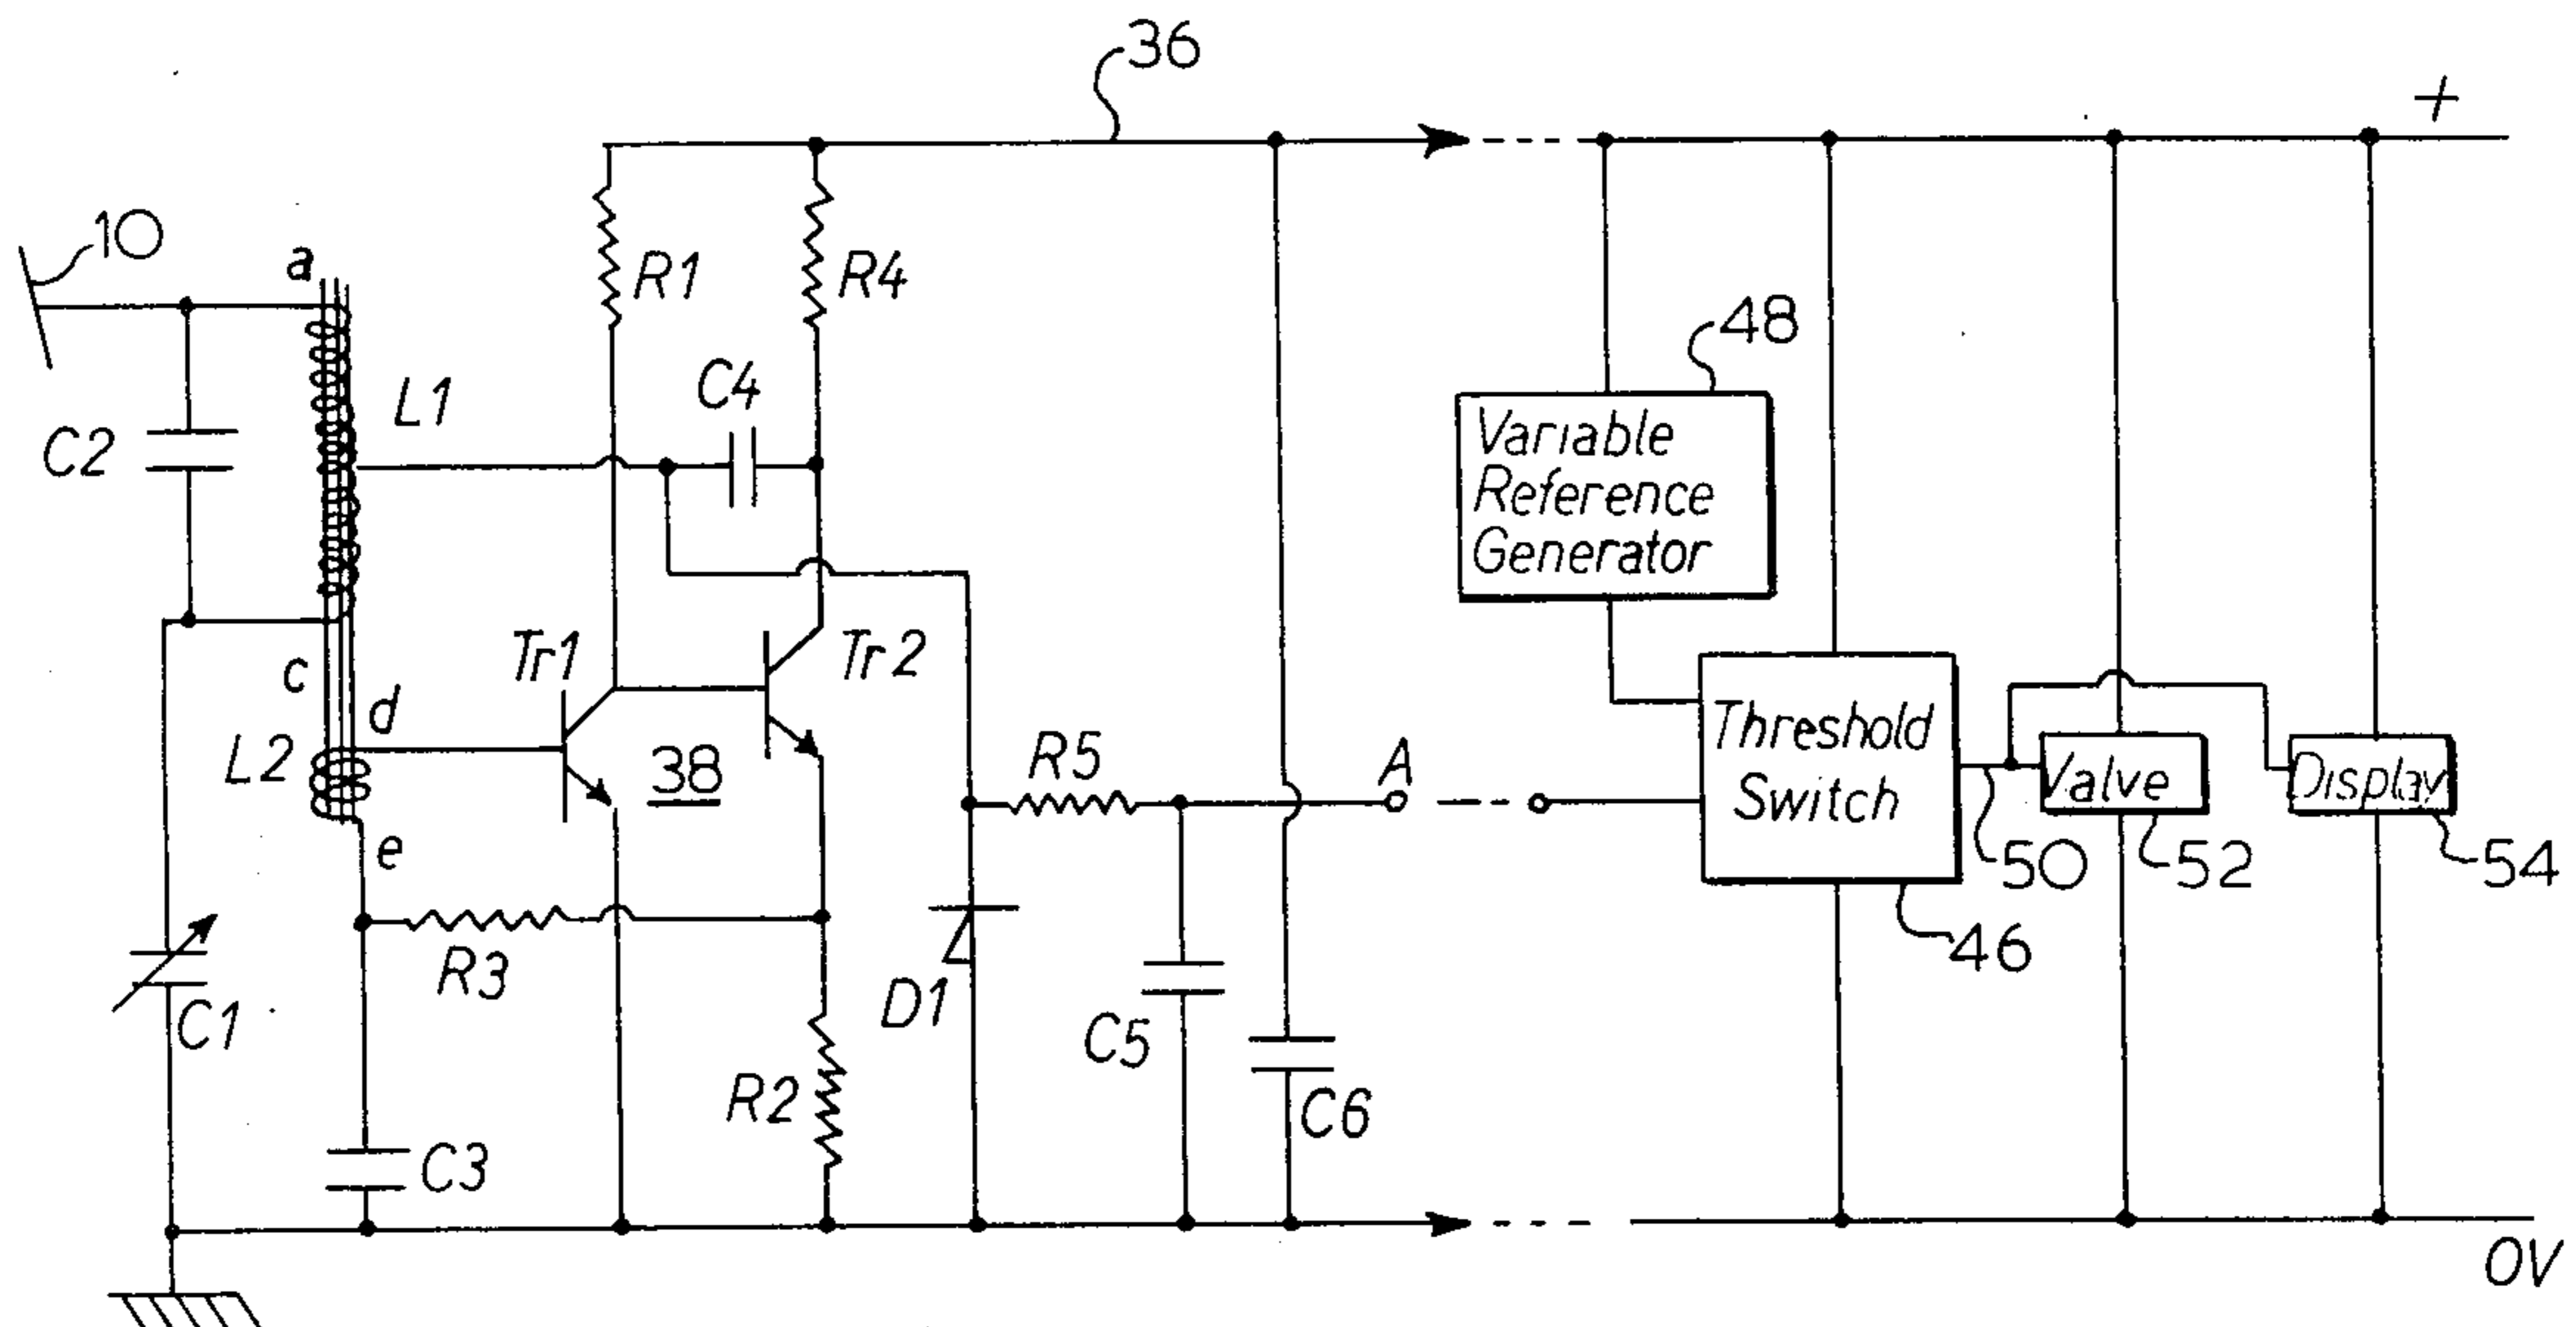 36
+
10
a
R1
R4
48
C2
L1
C4
Variable
Reference
Generator
c
d
Tr1
Tr2
L2
38
R5
A
Threshold
Switch
Valve
Display
e
50
52
54
46
R3
D1
C1
C5
R2
C6
C3
0V